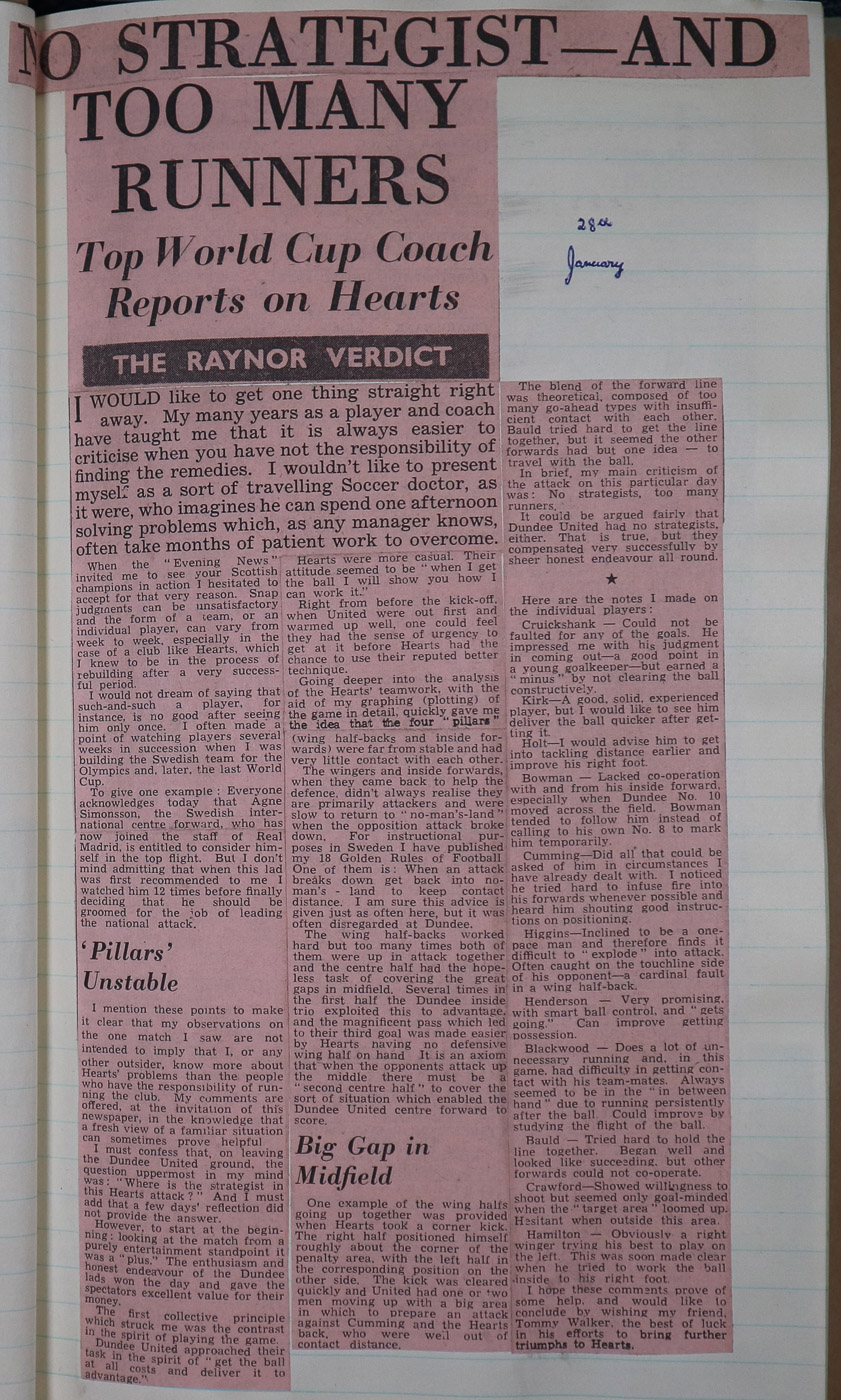 NO STRATEGIST—AND
TOO MANY
RUNNERS
Top World Cup Coach
Reports on Hearts
28th
January
THE RAYNOR VERDICT
I WOULD like to get one thing straight right
away. My many years as a player and coach
have taught me that it is always easier to
criticise when you have not the responsibility of
finding the remedies. I wouldn't like to present
myself as a sort of travelling Soccer doctor, as
it were, who imagines he can spend one afternoon
solving problems which, as any manager knows,
often take months of patient work to overcome.
When the "Evening News"
invited me to see your Scottish
champions in action I hesitated to
accept for that very reason. Snap
judgments can be unsatisfactory
and the form of a team, or an
individual player, can vary from
week to week, especially in the
case of a club like Hearts, which
I knew to be in the process of
rebuilding after a very success-
ful period.
I would not dream of saying that
such-and-such a player, for
instance, is no good after seeing
him only once. I often made a
point of watching players several
weeks in succession when I was
building the Swedish team for the
Olympics and, later, the last World
Cup.
To give one example: Everyone
acknowledges today that Agne
Simonsson, the Swedish inter-
national centre forward, who has
now joined the staff of Real
Madrid, is entitled to consider him-
self in the top flight. But I don't
mind admitting that when this lad
was first recommended to me I
watched him 12 times before finally
deciding that he should be
groomed for the job of leading
the national attack.
'Pillars'
Unstable
I mention these points to make
it clear that my observations on
the one match I saw are not
intended to imply that I, or any
other outsider, know more about
Hearts' problems than the people
who have the responsibility of run-
ning the club. My comments are
offered, at the invitation of this
newspaper, in the knowledge that
a fresh view of a familiar situation
can sometimes prove helpful
I must confess that, on leaving
the Dundee United ground, the
question uppermost in my mind
was: "Where is the strategist in
this Hearts attack?" And I must
add that a few days' reflection did
not provide the answer.
However, to start at the begin-
ning: looking at the match from a
purely entertainment standpoint it
was a "plus." The enthusiasm and
honest endeavour of the Dundee
lads won the day and gave the
spectators excellent value for their
money.
The first collective principle
which struck me was the contrast
in the spirit of playing the game.
Dundee United approached their
task in the spirit of "get the ball
at all costs and deliver it to
advantage."
Hearts were more casual. Their
attitude seemed to be "when I get
the ball I will show you how I
can work it."
Right from before the kick-off,
when United were out first and
warmed up well, one could feel
they had the sense of urgency to
get at it before Hearts had the
chance to use their reputed better
technique.
Going deeper into the analysis
of the Hearts' teamwork, with the
aid of my graphing (plotting) of
the game in detail, quickly gave me
the idea that the four "pillars"
(wing half-backs and inside for-
wards) were far from stable and had
very little contact with each other.
The wingers and inside forwards,
when they came back to help the
defence, didn't always realise they
are primarily attackers and were
slow to return to "no-man's-land"
when the opposition attack broke
down. For instructional pur-
poses in Sweden I have published
my 18 Golden Rules of Football
One of them is: When an attack
breaks down get back into no-
man's - land to keep contact
distance. I am sure this advice is
given just as often here, but it was
often disregarded at Dundee.
The wing half-backs worked
hard but too many times both of
them were up in attack together
and the centre half had the hope-
less task of covering the great
gaps in midfield. Several times in
the first half the Dundee inside
trio exploited this to advantage,
and the magnificent pass which led
to their third goal was made easier
by Hearts having no defensive
wing half on hand It is an axiom
that when the opponents attack up
the middle there must be a
"second centre half" to cover the
sort of situation which enabled the
Dundee United centre forward to
score.
Big Gap in
Midfield
One example of the wing halfs
going up together was provided
when Hearts took a corner kick.
The right half positioned himself
roughly about the corner of the
penalty area, with the left half in
the corresponding position on the
other side. The kick was cleared
quickly and United had one or two
men moving up with a big area
in which to prepare an attack
against Cumming and the Hearts
back, who were well out of
contact distance.
The blend of the forward line
was theoretical, composed of too
many go-ahead types with insuffi-
cient contact with each other.
Bauld tried hard to get the line
together, but it seemed the other
forwards had but one idea — to
travel with the ball.
In brief, my main criticism of
the attack on this particular day
was: No strategists, too many
runners.
It could be argued fairly that
Dundee United had no strategists,
either. That is true, but they
compensated very successfully by
sheer honest endeavour all round.
★
Here are the notes I made on
the individual players:
Cruickshank — Could not be
faulted for any of the goals. He
impressed me with his judgment
in coming out—a good point in
a young goalkeeper—but earned a
"minus" by not clearing the ball
constructively.
Kirk—A good, solid, experienced
player, but I would like to see him
deliver the ball quicker after get-
ting it.
Holt—I would advise him to get
into tackling distance earlier and
improve his right foot.
Bowman — Lacked co-operation
with and from his inside forward,
especially when Dundee No. 10
moved across the field. Bowman
tended to follow him instead of
calling to his own No. 8 to mark
him temporarily.
Cumming—Did all that could be
asked of him in circumstances I
have already dealt with. I noticed
he tried hard to infuse fire into
his forwards whenever possible and
heard him shouting good instruc-
tions on positioning.
Higgins—Inclined to be a one-
pace man and therefore finds it
difficult to "explode" into attack.
Often caught on the touchline side
of his opponent—a cardinal fault
in a wing half-back.
Henderson — Very promising,
with smart ball control, and "gets
going." Can improve getting
possession.
Blackwood — Does a lot of un-
necessary running and, in this
game, had difficulty in getting con-
tact with his team-mates. Always
seemed to be in the "in between
hand" due to running persistently
after the ball. Could improve by
studying the flight of the ball.
Bauld — Tried hard to hold the
line together. Began well and
looked like succeeding, but other
forwards could not co-operate.
Crawford—Showed willingness to
shoot but seemed only goal-minded
when the "target area" loomed up.
Hesitant when outside this area.
Hamilton — Obviously a right
winger trying his best to play on
the left. This was soon made clear
when he tried to work the ball
inside to his right foot.
I hope these comments prove of
some help, and would like to
conclude by wishing my friend,
Tommy Walker, the best of luck
in his efforts to bring further
triumphs to Hearts.